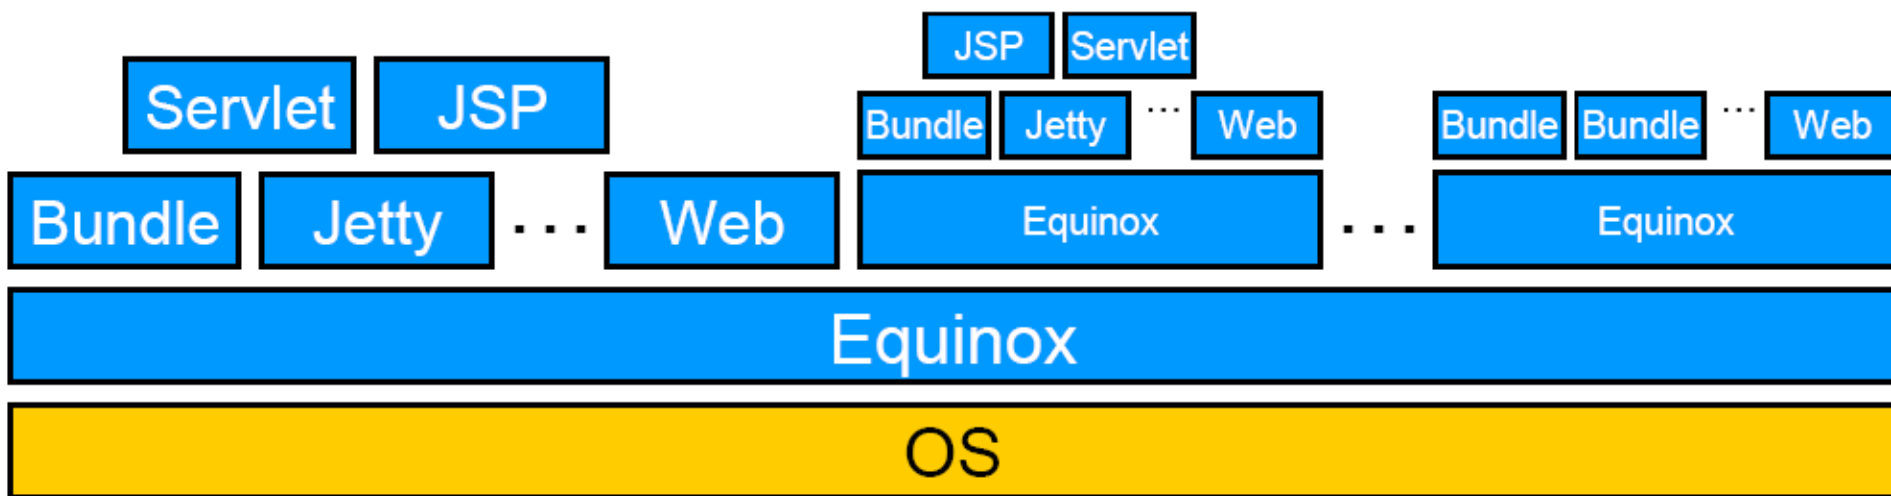 JSP Servlet
Servlet JSP
Bundle Jetty ... Web Bundle Bundle ... Web
Bundle Jetty ... Web Equinox ... Equinox
Equinox
OS